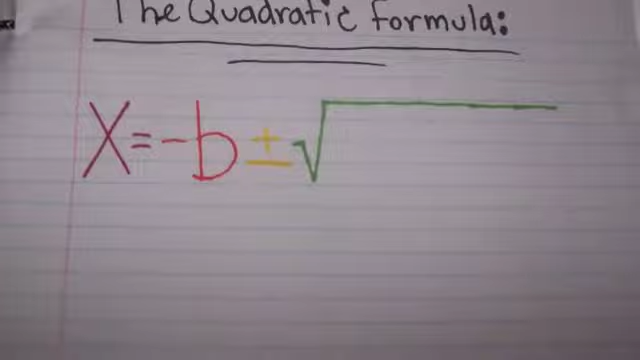 The Quadratic formula:
X=-b±√